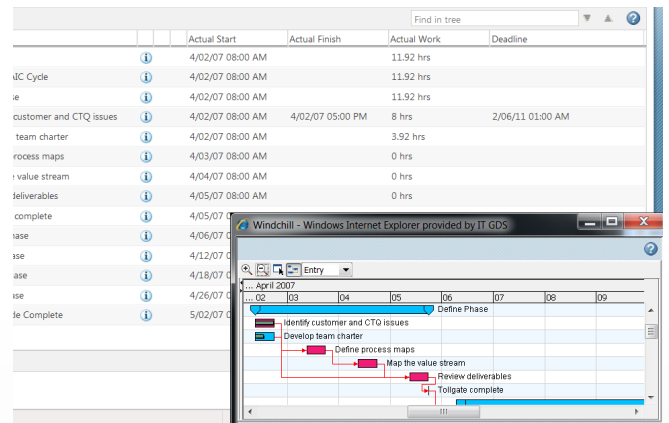 Find in tree
Actual Start Actual Finish Actual Work Deadline
4/02/07 08:00 AM 11.92 hrs
AIC Cycle 4/02/07 08:00 AM 11.92 hrs
se 4/02/07 08:00 AM 11.92 hrs
customer and CTQ issues 4/02/07 08:00 AM 4/02/07 05:00 PM 8 hrs 2/06/11 01:00 AM
team charter 4/02/07 08:00 AM 3.92 hrs
process maps 4/03/07 08:00 AM 0 hrs
value stream 4/04/07 08:00 AM 0 hrs
deliverables 4/05/07 08:00 AM 0 hrs
complete 4/05/07 0
ase 4/06/07 0
ase 4/12/07 0
ase 4/18/07 0
ase 4/26/07 0
e Complete 5/02/07 0
Windchill - Windows Internet Explorer provided by IT GDS
Entry
... April 2007
... 02 03 04 05 06 07 08 09
Define Phase
Identify customer and CTQ issues
Develop team charter
Define process maps
Map the value stream
Review deliverables
Tollgate complete